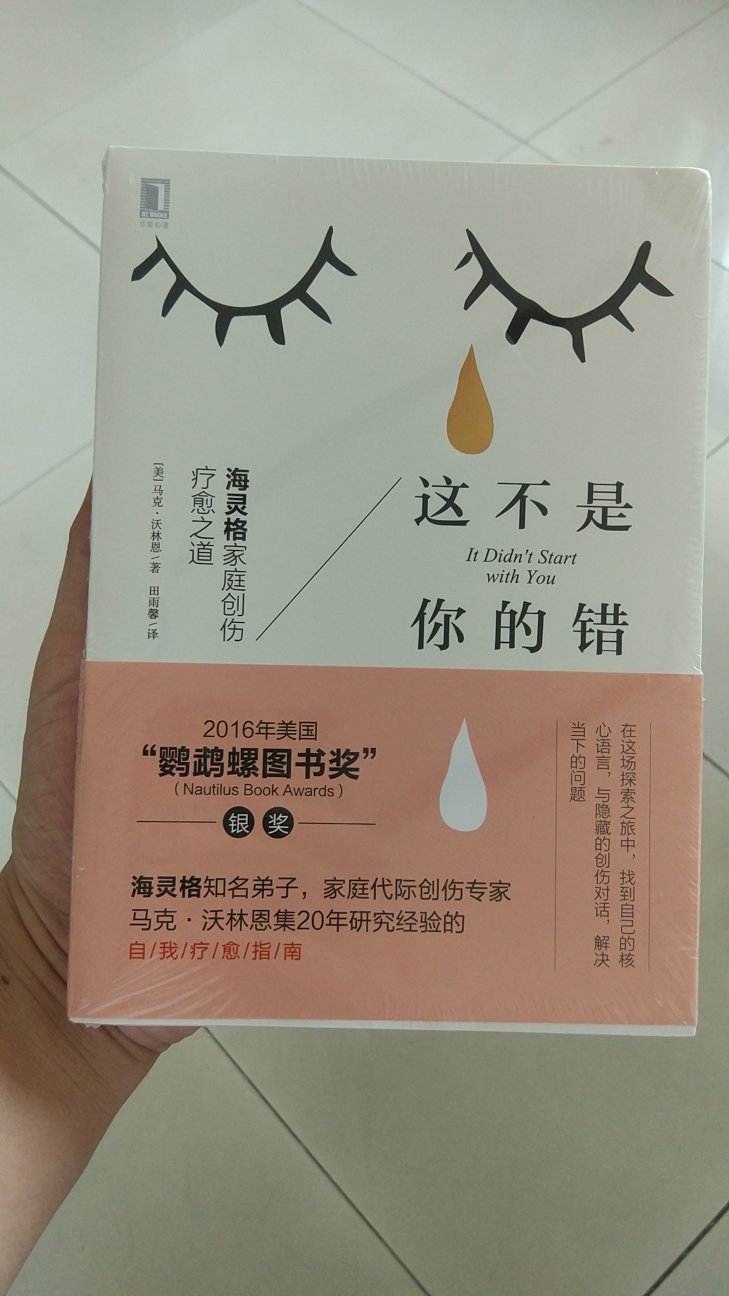 HZ Books
华章心理
这不是
It Didn't Start
with You
你的错
海灵格家庭创伤
疗愈之道
[美]马克·沃林恩/著 田雨馨/译
2016年美国
“鹦鹉螺图书奖”
(Nautilus Book Awards)
银奖
在这场探索之旅中，找到自己的核
心语言，与隐藏的创伤对话，解决
当下的问题
海灵格知名弟子，家庭代际创伤专家
马克·沃林恩集20年研究经验的
自/我/疗/愈/指/南